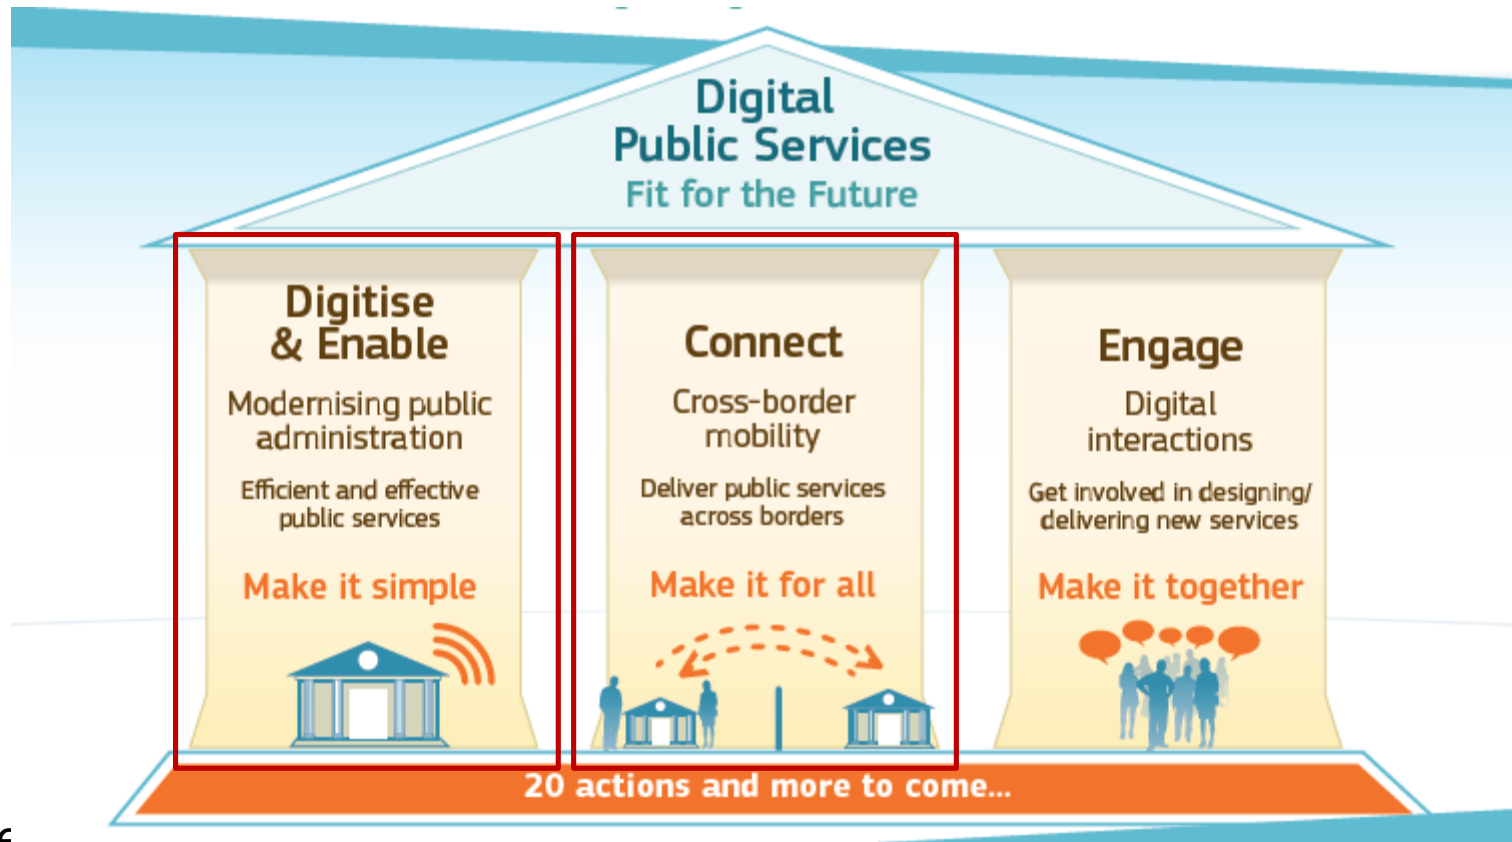 Digital
Public Services
Fit for the Future
Digitise
& Enable
Modernising public
administration
Efficient and effective
public services
Make it simple
Connect
Cross-border
mobility
Deliver public services
across borders
Make it for all
Engage
Digital
interactions
Get involved in designing/
delivering new services
Make it together
20 actions and more to come...